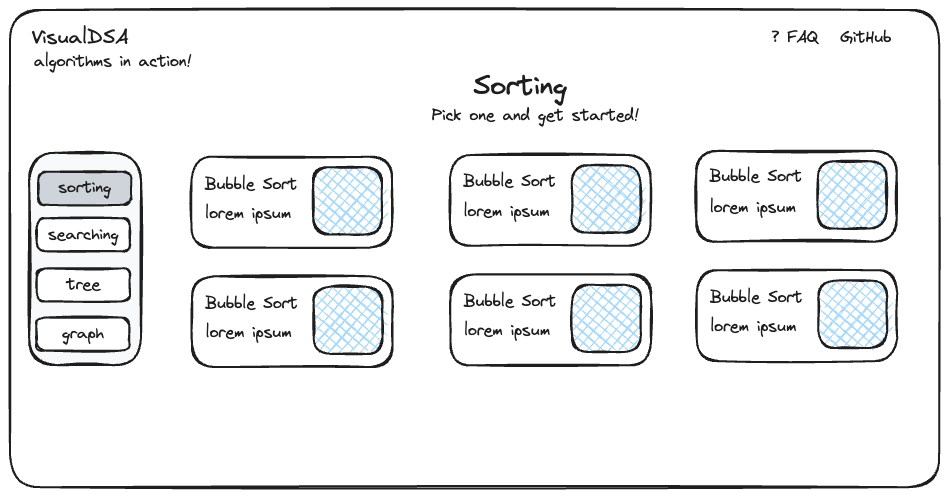 VisualDSA
algorithms in action!
? FAQ
GitHub
Sorting
Pick one and get started!
sorting
searching
tree
graph
Bubble Sort
lorem ipsum
Bubble Sort
lorem ipsum
Bubble Sort
lorem ipsum
Bubble Sort
lorem ipsum
Bubble Sort
lorem ipsum
Bubble Sort
lorem ipsum